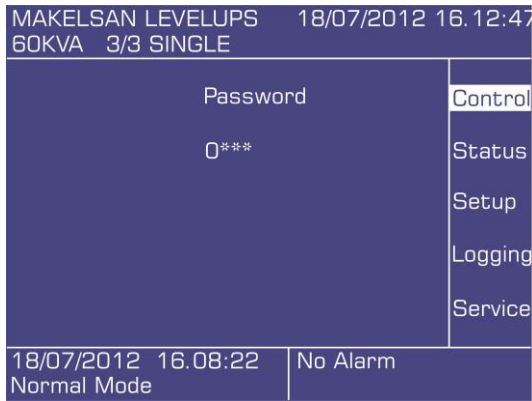 MAKELSAN LEVELUPS 18/07/2012 16.12:47
60KVA 3/3 SINGLE
Password
0***
Control
Status
Setup
Logging
Service
18/07/2012 16.08:22 No Alarm
Normal Mode